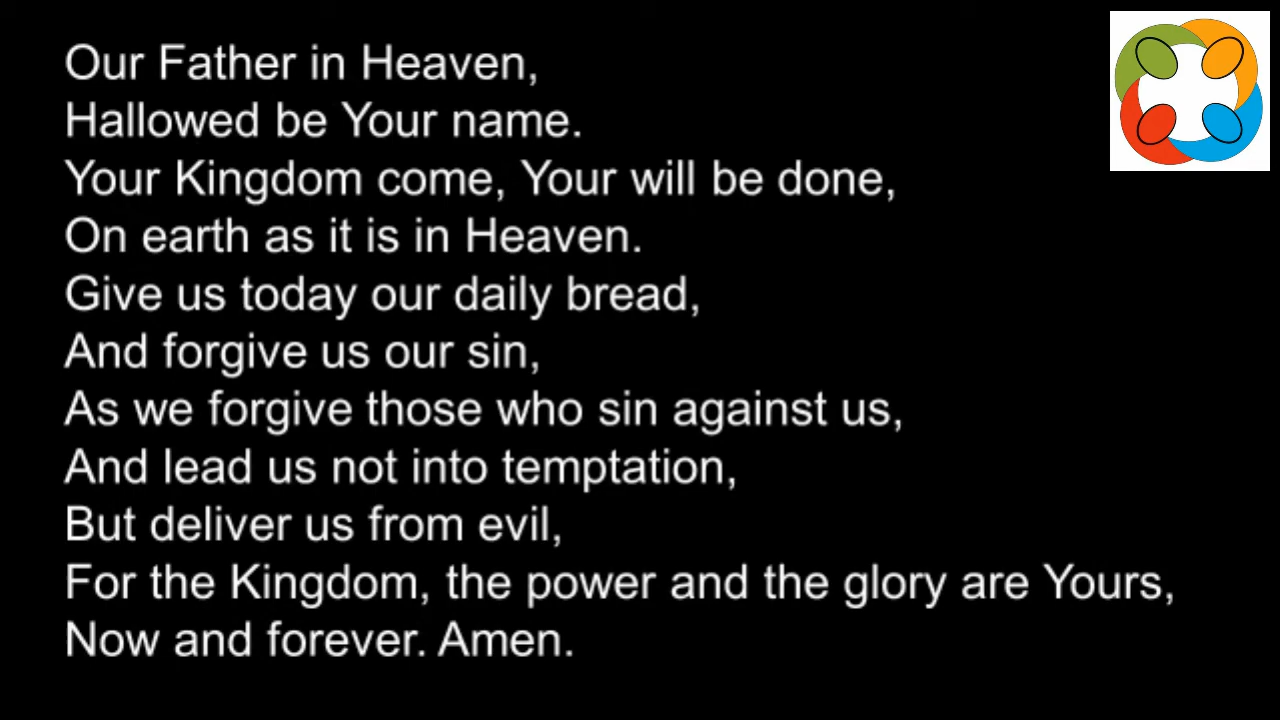 Our Father in Heaven,
Hallowed be Your name.
Your Kingdom come, Your will be done,
On earth as it is in Heaven.
Give us today our daily bread,
And forgive us our sin,
As we forgive those who sin against us,
And lead us not into temptation,
But deliver us from evil,
For the Kingdom, the power and the glory are Yours,
Now and forever. Amen.